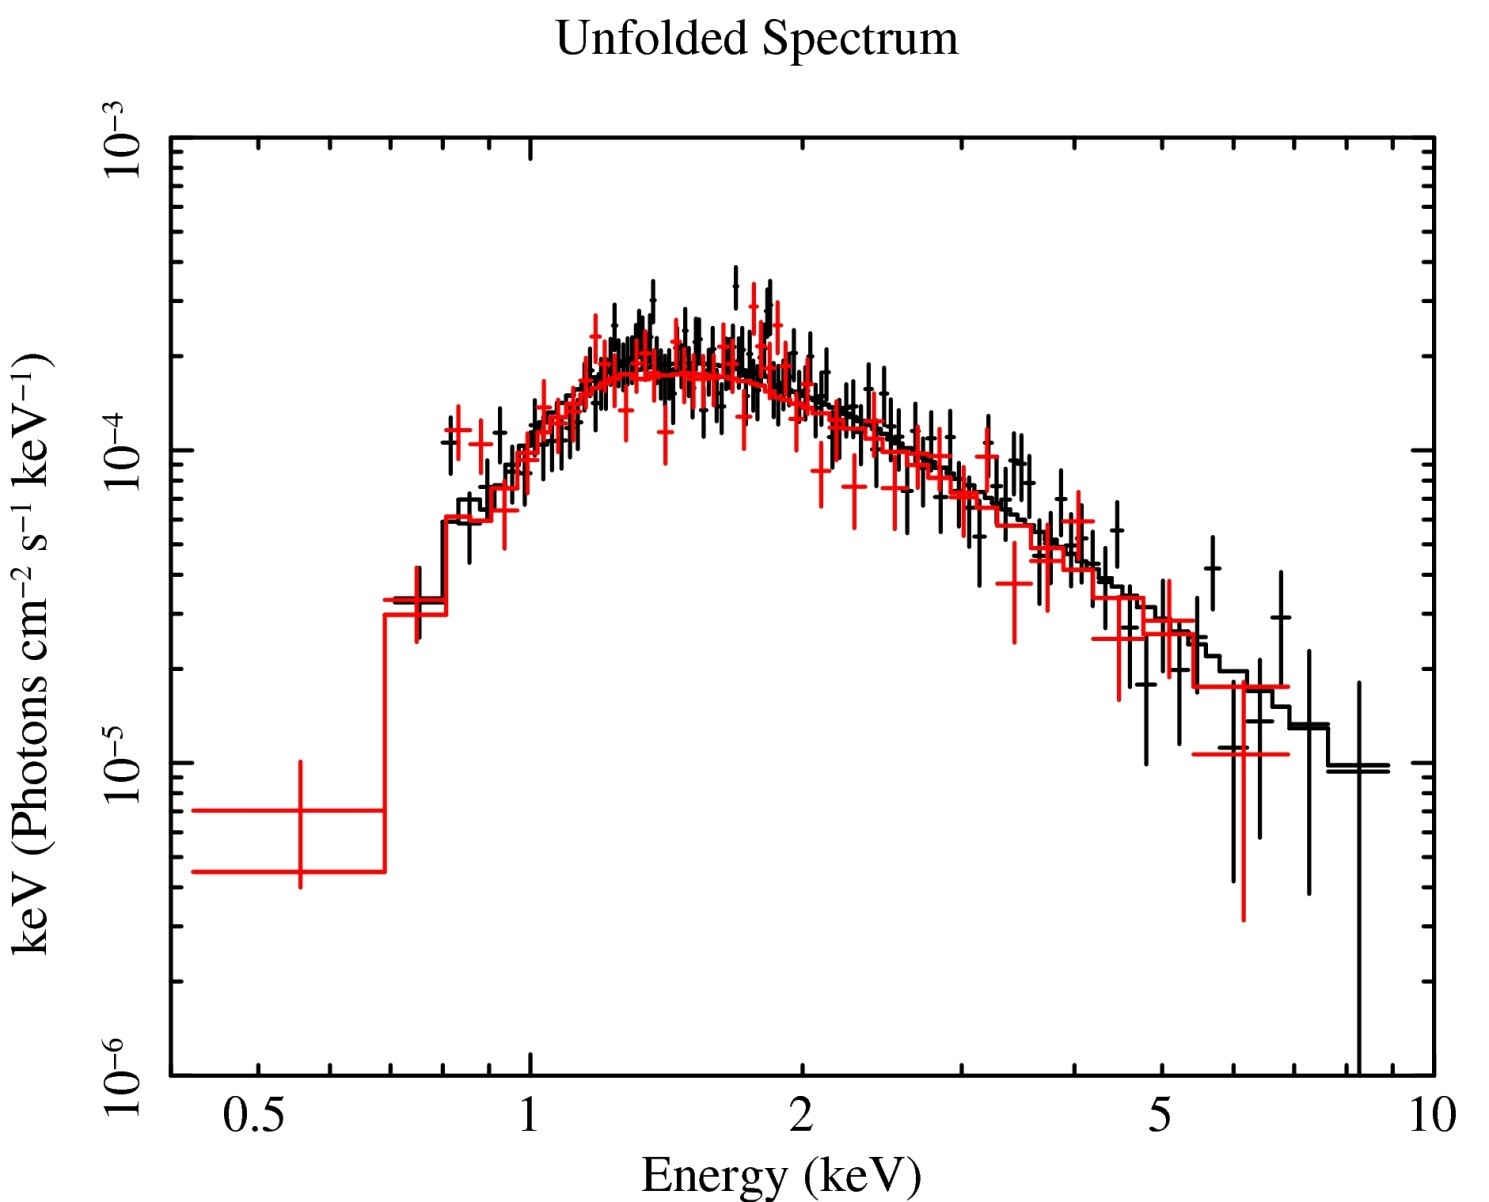 Unfolded Spectrum
keV (Photons cm⁻² s⁻¹ keV⁻¹)
10⁻³
10⁻⁴
10⁻⁵
10⁻⁶
0.5 1 2 5 10
Energy (keV)